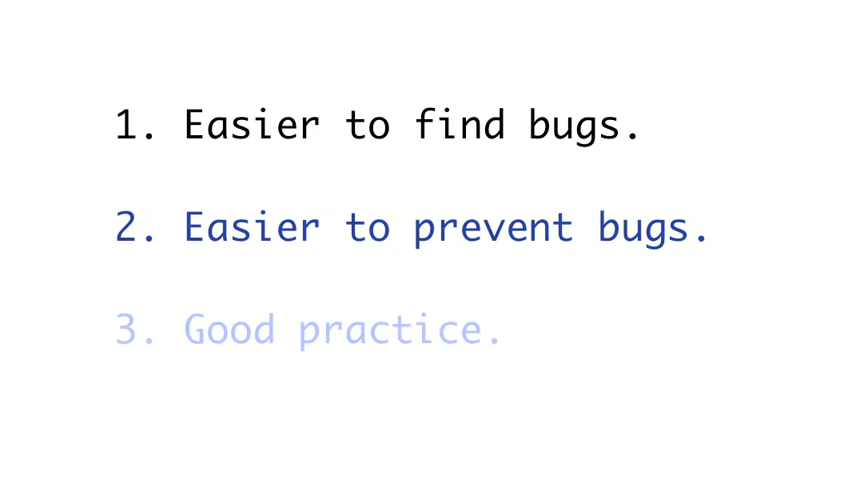 1. Easier to find bugs.
2. Easier to prevent bugs.
3. Good practice.